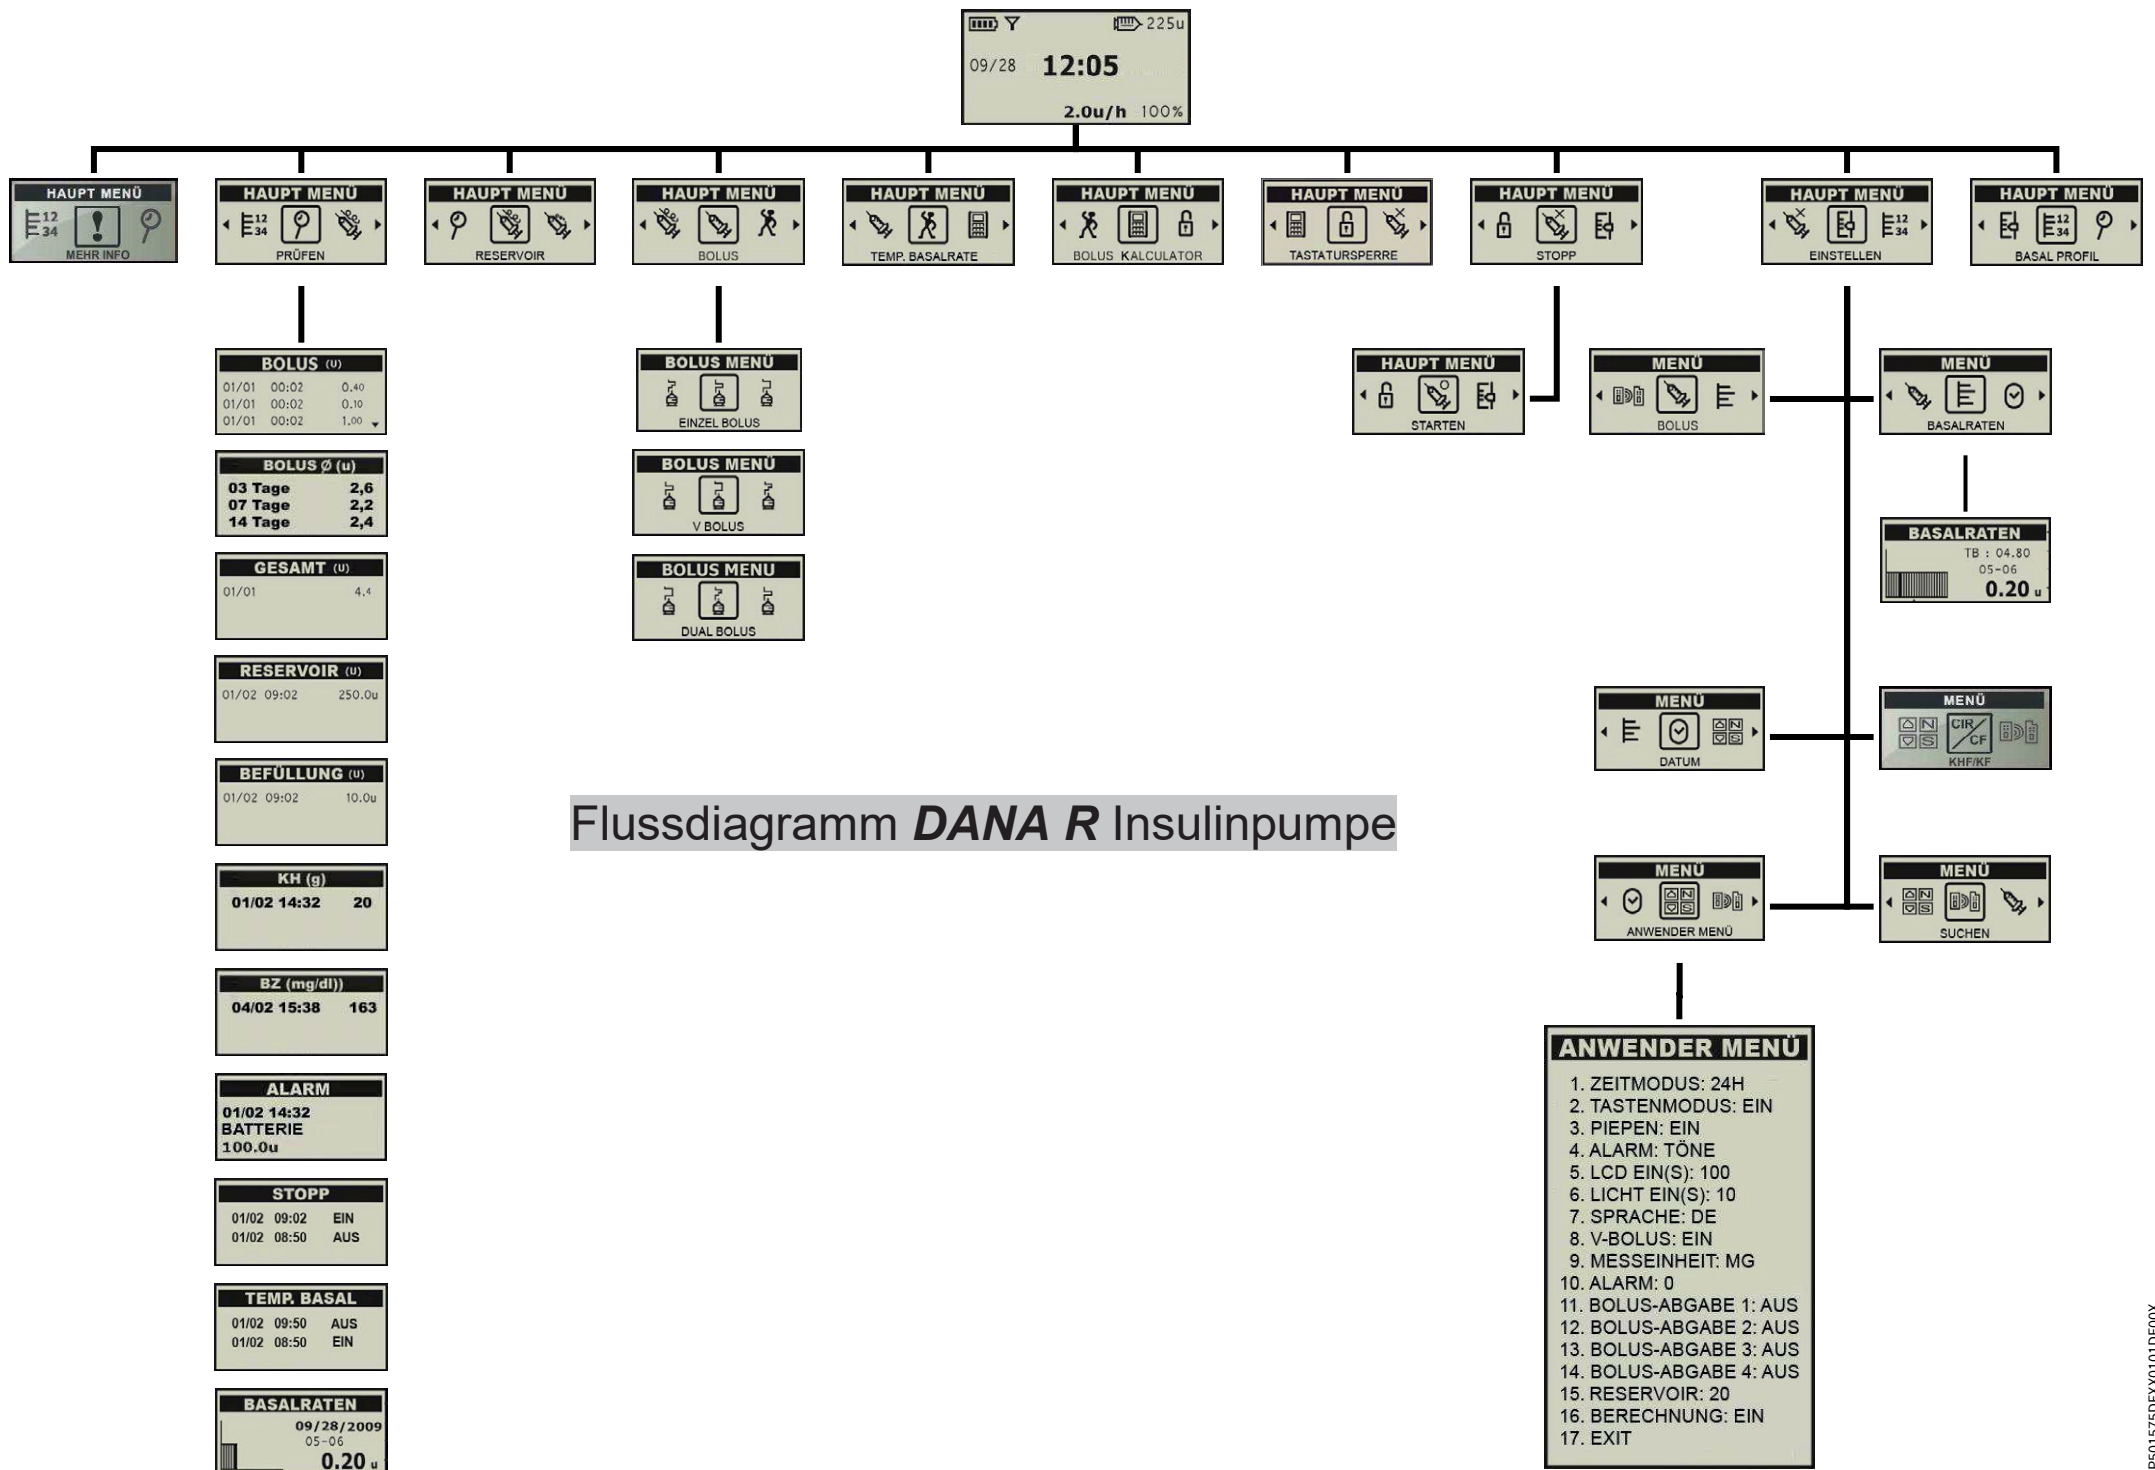 225u
09/28 12:05
2.0u/h 100%
HAUPT MENÜ
12
34
MEHR INFO
HAUPT MENÜ
12
34
PRÜFEN
HAUPT MENÜ
RESERVOIR
HAUPT MENÜ
BOLUS
HAUPT MENÜ
TEMP. BASALRATE
HAUPT MENÜ
BOLUS KALCULATOR
HAUPT MENÜ
TASTATURSPERRE
HAUPT MENÜ
STOPP
HAUPT MENÜ
12
34
EINSTELLEN
HAUPT MENÜ
12
34
BASAL PROFIL
BOLUS (U)
01/01 00:02 0.40
01/01 00:02 0.10
01/01 00:02 1.00
BOLUS Ø (u)
03 Tage 2,6
07 Tage 2,2
14 Tage 2,4
GESAMT (U)
01/01 4.4
RESERVOIR (U)
01/02 09:02 250.0u
BEFÜLLUNG (U)
01/02 09:02 10.0u
KH (g)
01/02 14:32 20
BZ (mg/dl))
04/02 15:38 163
ALARM
01/02 14:32
BATTERIE
100.0u
STOPP
01/02 09:02 EIN
01/02 08:50 AUS
TEMP. BASAL
01/02 09:50 AUS
01/02 08:50 EIN
BASALRATEN
09/28/2009
05-06
0.20 u
BOLUS MENÜ
EINZEL BOLUS
BOLUS MENÜ
V BOLUS
BOLUS MENU
DUAL BOLUS
Flussdiagramm DANA R Insulinpumpe
HAUPT MENÜ
STARTEN
MENÜ
BOLUS
MENÜ
BASALRATEN
BASALRATEN
TB : 04.80
05-06
0.20 u
MENÜ
N
S
DATUM
MENÜ
N
S
CIR/CF
KHF/KF
MENÜ
N
S
ANWENDER MENÜ
MENÜ
N
S
SUCHEN
ANWENDER MENÜ
1. ZEITMODUS: 24H
2. TASTENMODUS: EIN
3. PIEPEN: EIN
4. ALARM: TÖNE
5. LCD EIN(S): 100
6. LICHT EIN(S): 10
7. SPRACHE: DE
8. V-BOLUS: EIN
9. MESSEINHEIT: MG
10. ALARM: 0
11. BOLUS-ABGABE 1: AUS
12. BOLUS-ABGABE 2: AUS
13. BOLUS-ABGABE 3: AUS
14. BOLUS-ABGABE 4: AUS
15. RESERVOIR: 20
16. BERECHNUNG: EIN
17. EXIT